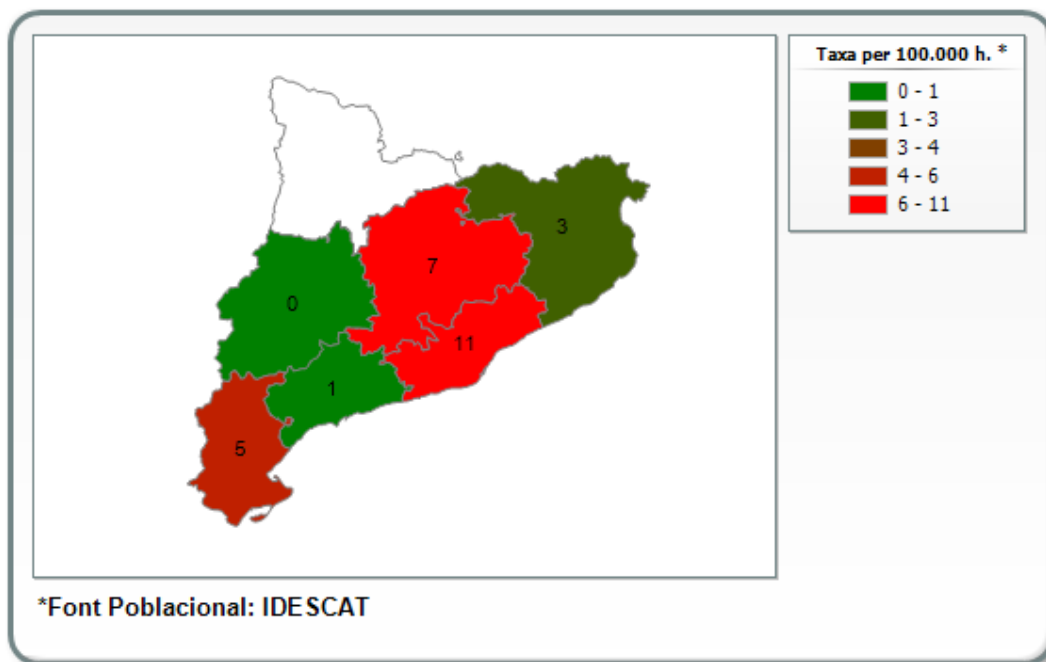 Taxa per 100.000 h. *
0 - 1
1 - 3
3 - 4
4 - 6
6 - 11
3
7
0
11
1
5
*Font Poblacional: IDESCAT